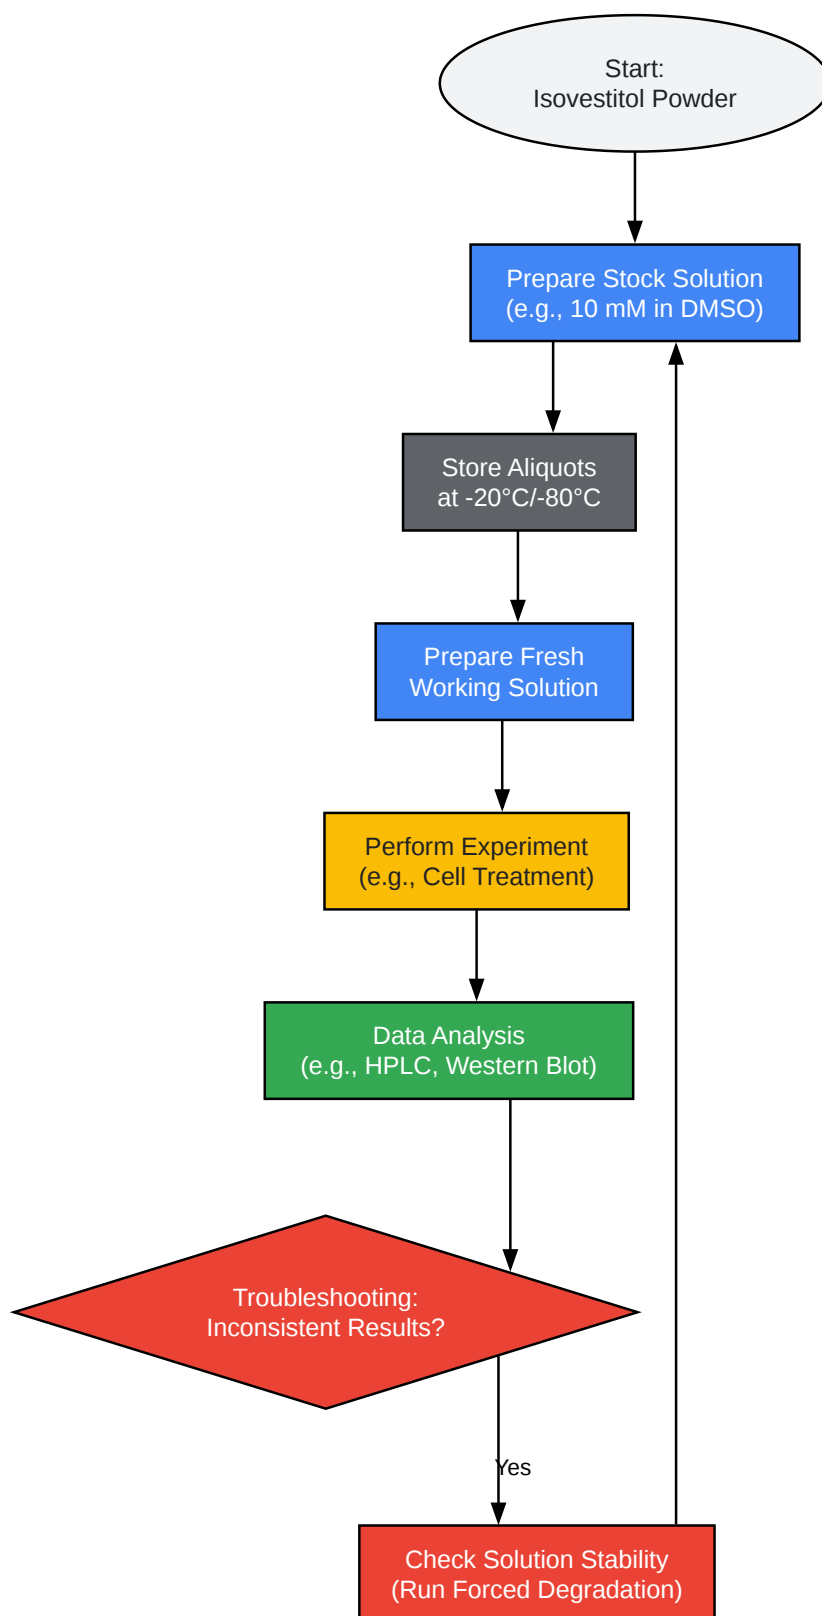 Start:
Isovestitol Powder
Prepare Stock Solution
(e.g., 10 mM in DMSO)
Store Aliquots
at -20°C/-80°C
Prepare Fresh
Working Solution
Perform Experiment
(e.g., Cell Treatment)
Data Analysis
(e.g., HPLC, Western Blot)
Troubleshooting:
Inconsistent Results?
Yes
Check Solution Stability
(Run Forced Degradation)